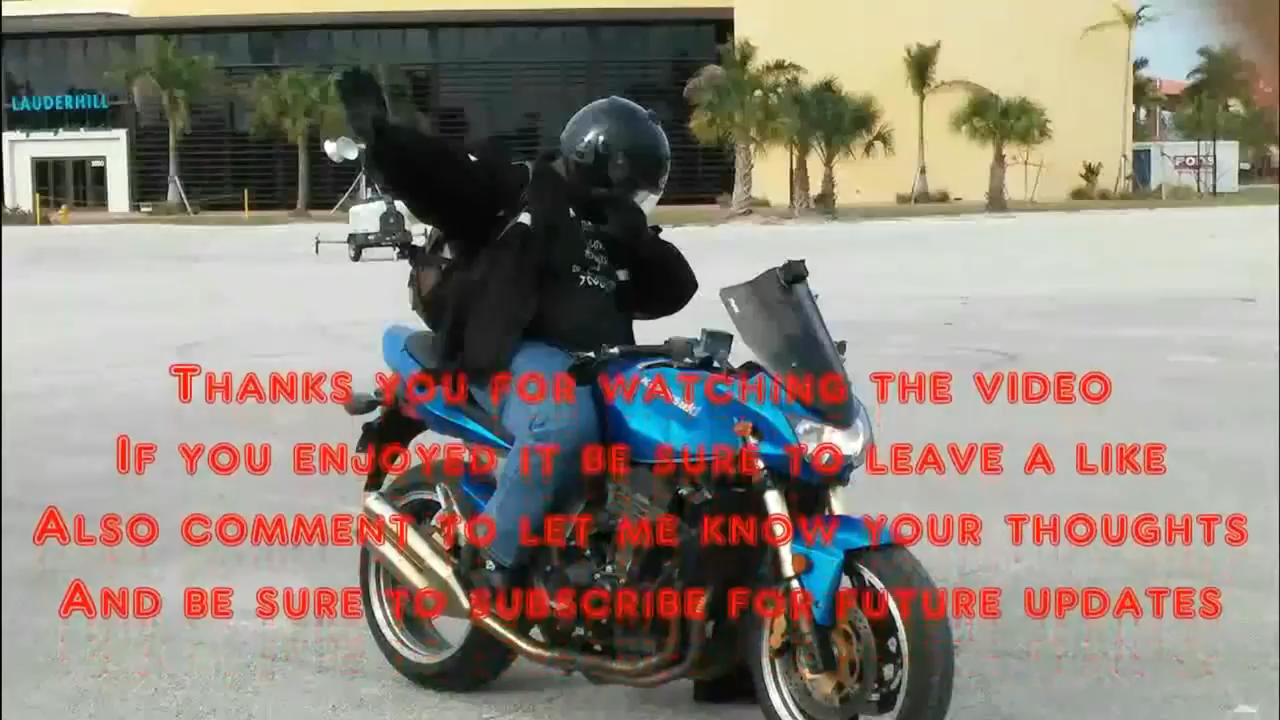 LAUDERHILL
PODS
THANKS YOU FOR WATCHING THE VIDEO
IF YOU ENJOYED IT BE SURE TO LEAVE A LIKE
ALSO COMMENT TO LET ME KNOW YOUR THOUGHTS
AND BE SURE TO SUBSCRIBE FOR FUTURE UPDATES